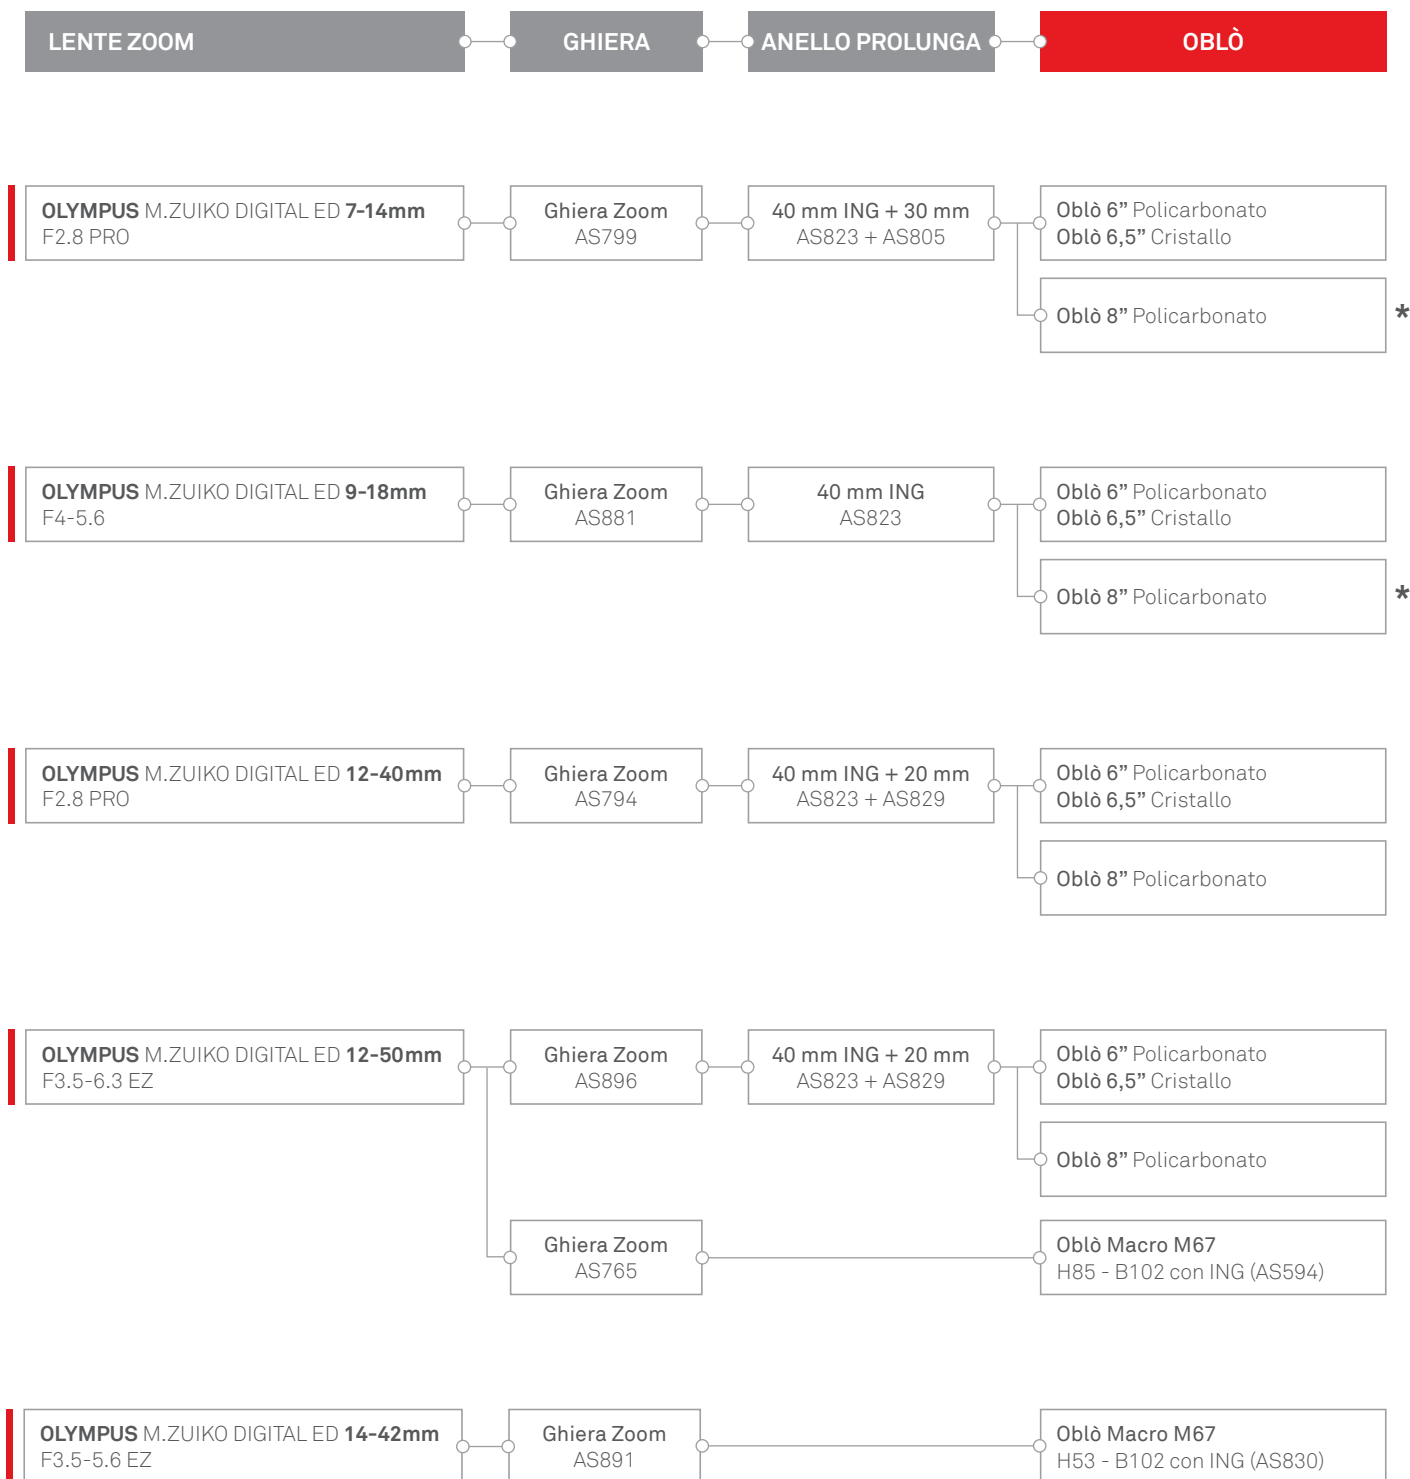 LENTE ZOOM GHIERA ANELLO PROLUNGA OBLÒ
OLYMPUS M.ZUIKO DIGITAL ED 7-14mm
F2.8 PRO
Ghiera Zoom
AS799
40 mm ING + 30 mm
AS823 + AS805
Oblò 6” Policarbonato
Oblò 6,5” Cristallo
Oblò 8” Policarbonato *
OLYMPUS M.ZUIKO DIGITAL ED 9-18mm
F4-5.6
Ghiera Zoom
AS881
40 mm ING
AS823
Oblò 6” Policarbonato
Oblò 6,5” Cristallo
Oblò 8” Policarbonato *
OLYMPUS M.ZUIKO DIGITAL ED 12-40mm
F2.8 PRO
Ghiera Zoom
AS794
40 mm ING + 20 mm
AS823 + AS829
Oblò 6” Policarbonato
Oblò 6,5” Cristallo
Oblò 8” Policarbonato
OLYMPUS M.ZUIKO DIGITAL ED 12-50mm
F3.5-6.3 EZ
Ghiera Zoom
AS896
40 mm ING + 20 mm
AS823 + AS829
Oblò 6” Policarbonato
Oblò 6,5” Cristallo
Oblò 8” Policarbonato
Ghiera Zoom
AS765
Oblò Macro M67
H85 - B102 con ING (AS594)
OLYMPUS M.ZUIKO DIGITAL ED 14-42mm
F3.5-5.6 EZ
Ghiera Zoom
AS891
Oblò Macro M67
H53 - B102 con ING (AS830)